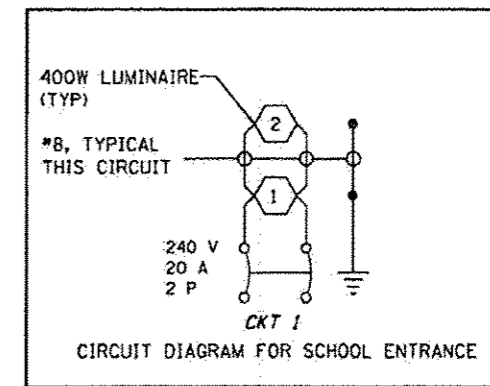 400W LUMINAIRE
(TYP)
2
#8, TYPICAL
THIS CIRCUIT
1
240 V
20 A
2 P
CKT 1
CIRCUIT DIAGRAM FOR SCHOOL ENTRANCE